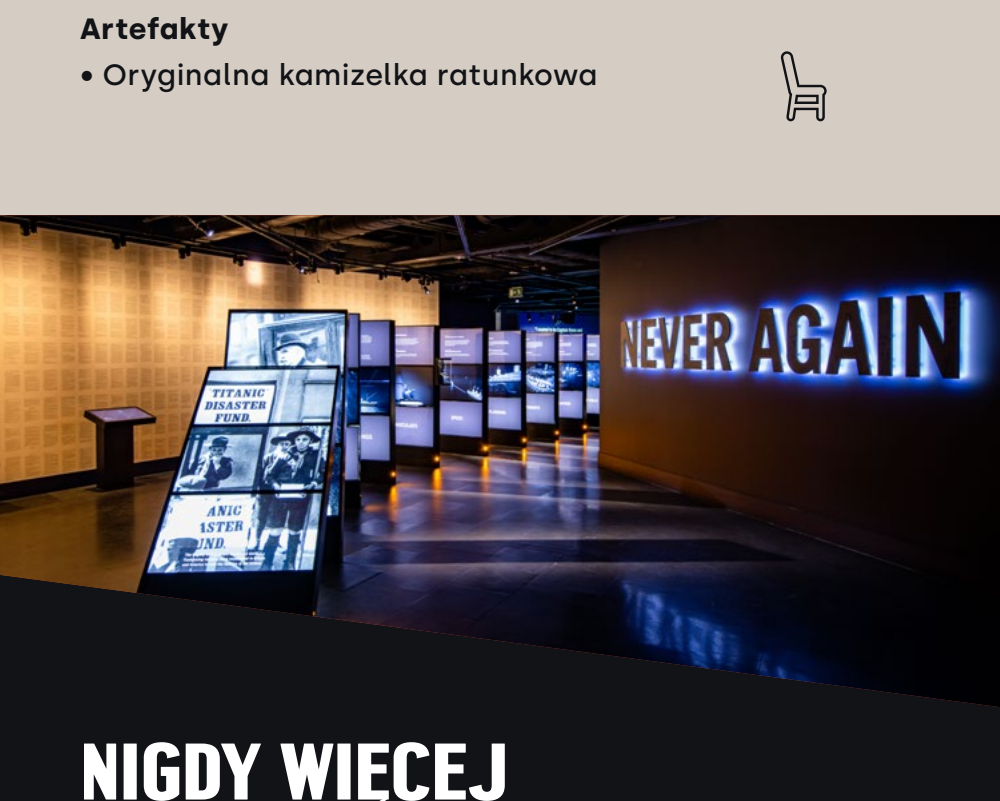 Artefakty
• Oryginalna kamizelka ratunkowa
NEVER AGAIN
TITANIC
DISASTER
FUND.
ANIC
ASTER
UND.
NIGDY WIĘCEJ